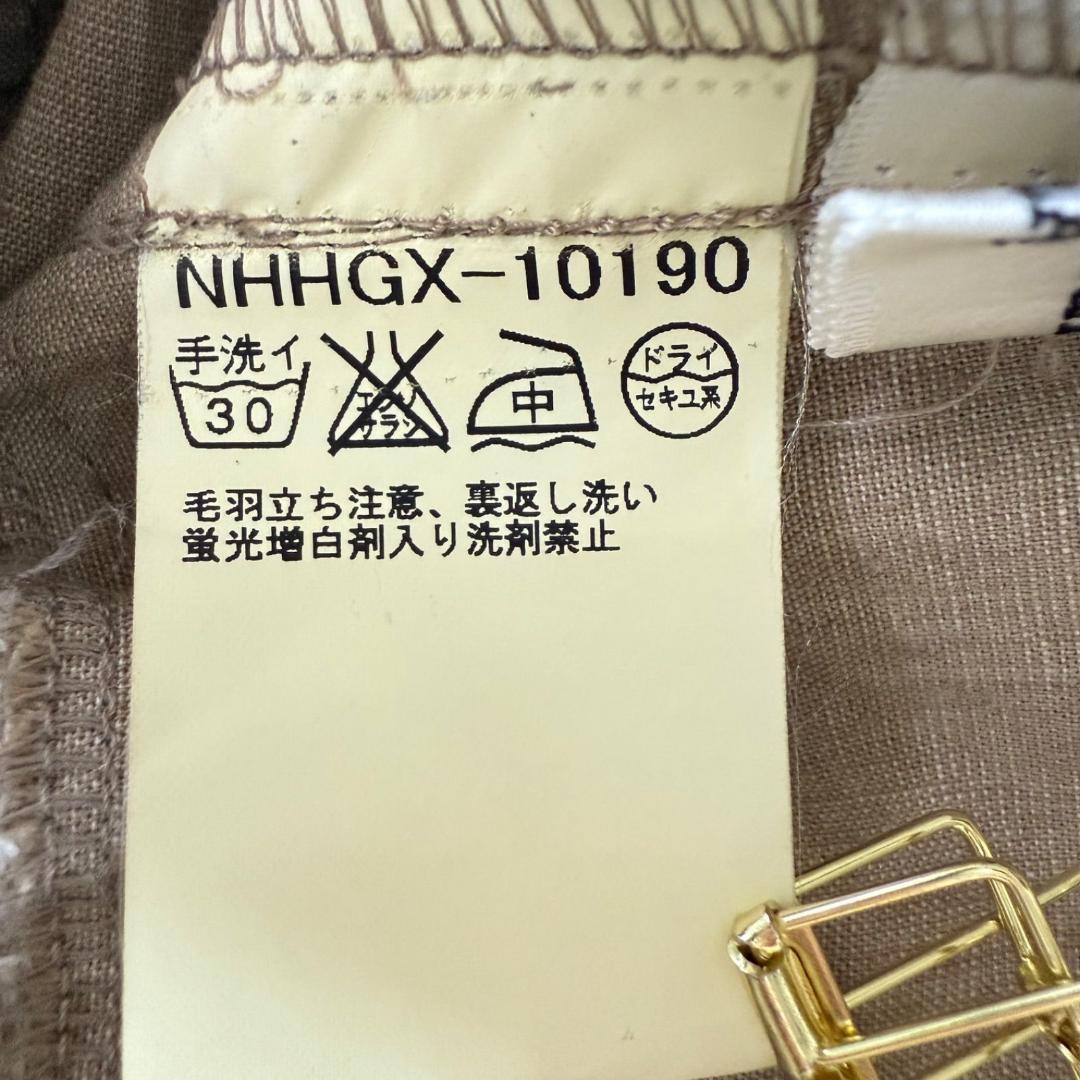 NHHGX-10190
手洗イ
30
エンソ
サラシ
中
ドライ
セキユ系
毛羽立ち注意、裏返し洗い
蛍光増白剤入り洗剤禁止